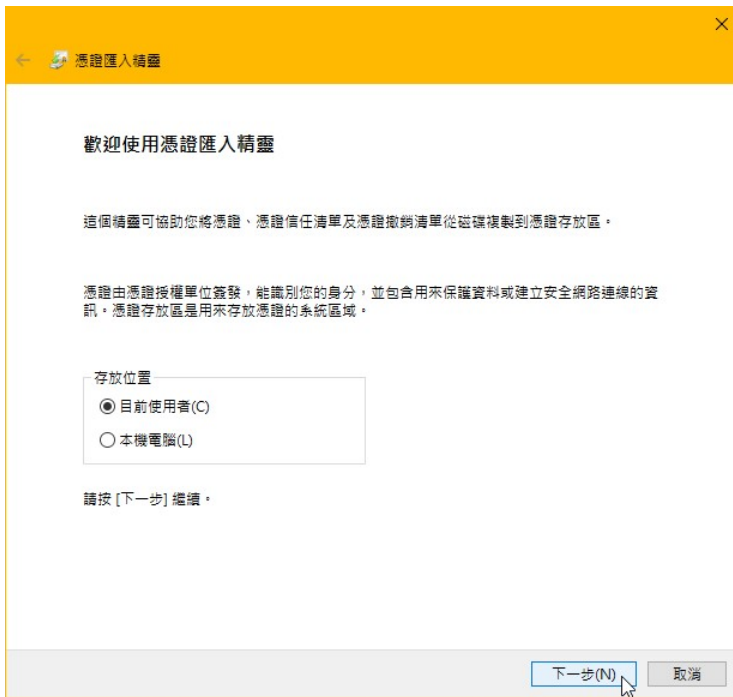 憑證匯入精靈
歡迎使用憑證匯入精靈
這個精靈可協助您將憑證、憑證信任清單及憑證撤銷清單從磁碟複製到憑證存放區。
憑證由憑證授權單位簽發，能識別您的身分，並包含用來保護資料或建立安全網路連線的資
訊。憑證存放區是用來存放憑證的系統區域。
存放位置
目前使用者(C)
本機電腦(L)
請按 [下一步] 繼續。
下一步(N)
取消